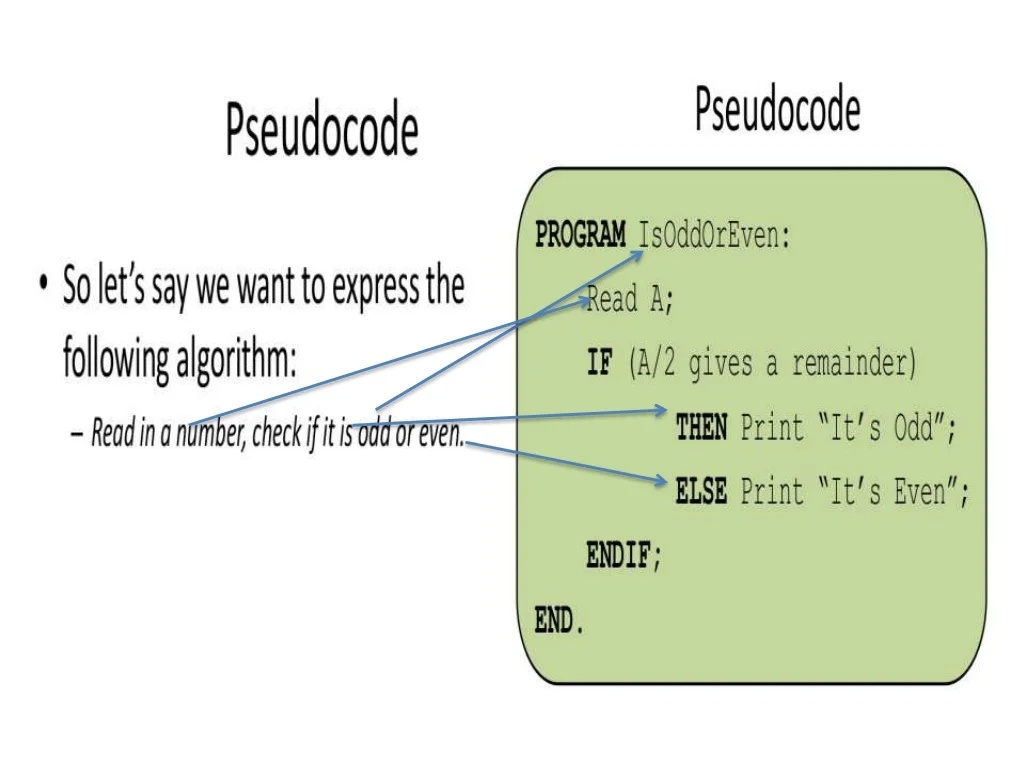 Pseudocode
• So let’s say we want to express the
following algorithm:
– Read in a number, check if it is odd or even.
Pseudocode
PROGRAM IsOddOrEven:
Read A;
IF (A/2 gives a remainder)
THEN Print “It’s Odd”;
ELSE Print “It’s Even”;
ENDIF;
END.